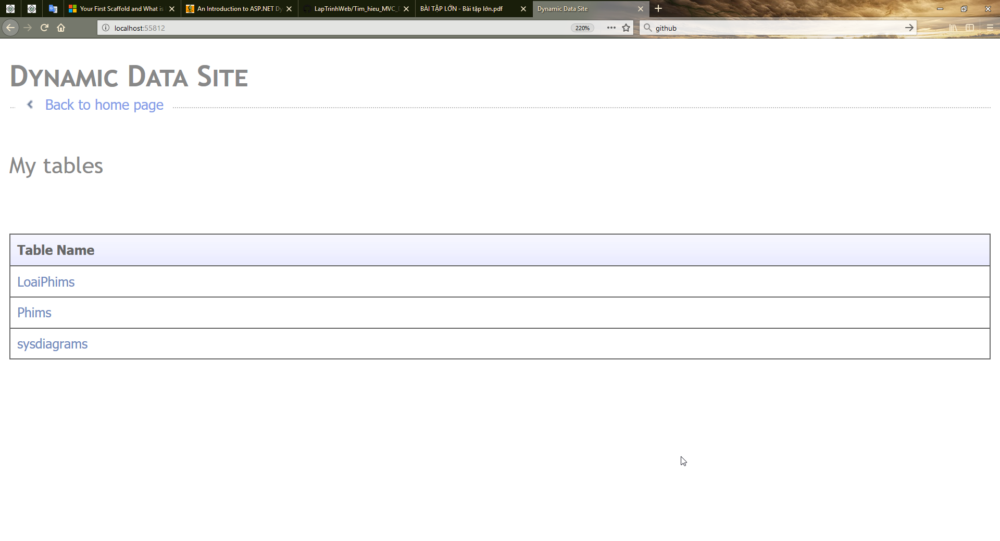 Your First Scaffold and What is
An Introduction to ASP.NET Dy
LapTrinhWeb/Tim_hieu_MVC_D
BÀI TẬP LỚN - Bài tập lớn.pdf
Dynamic Data Site
localhost:55812
220%
github
DYNAMIC DATA SITE
Back to home page
My tables
Table Name
LoaiPhims
Phims
sysdiagrams